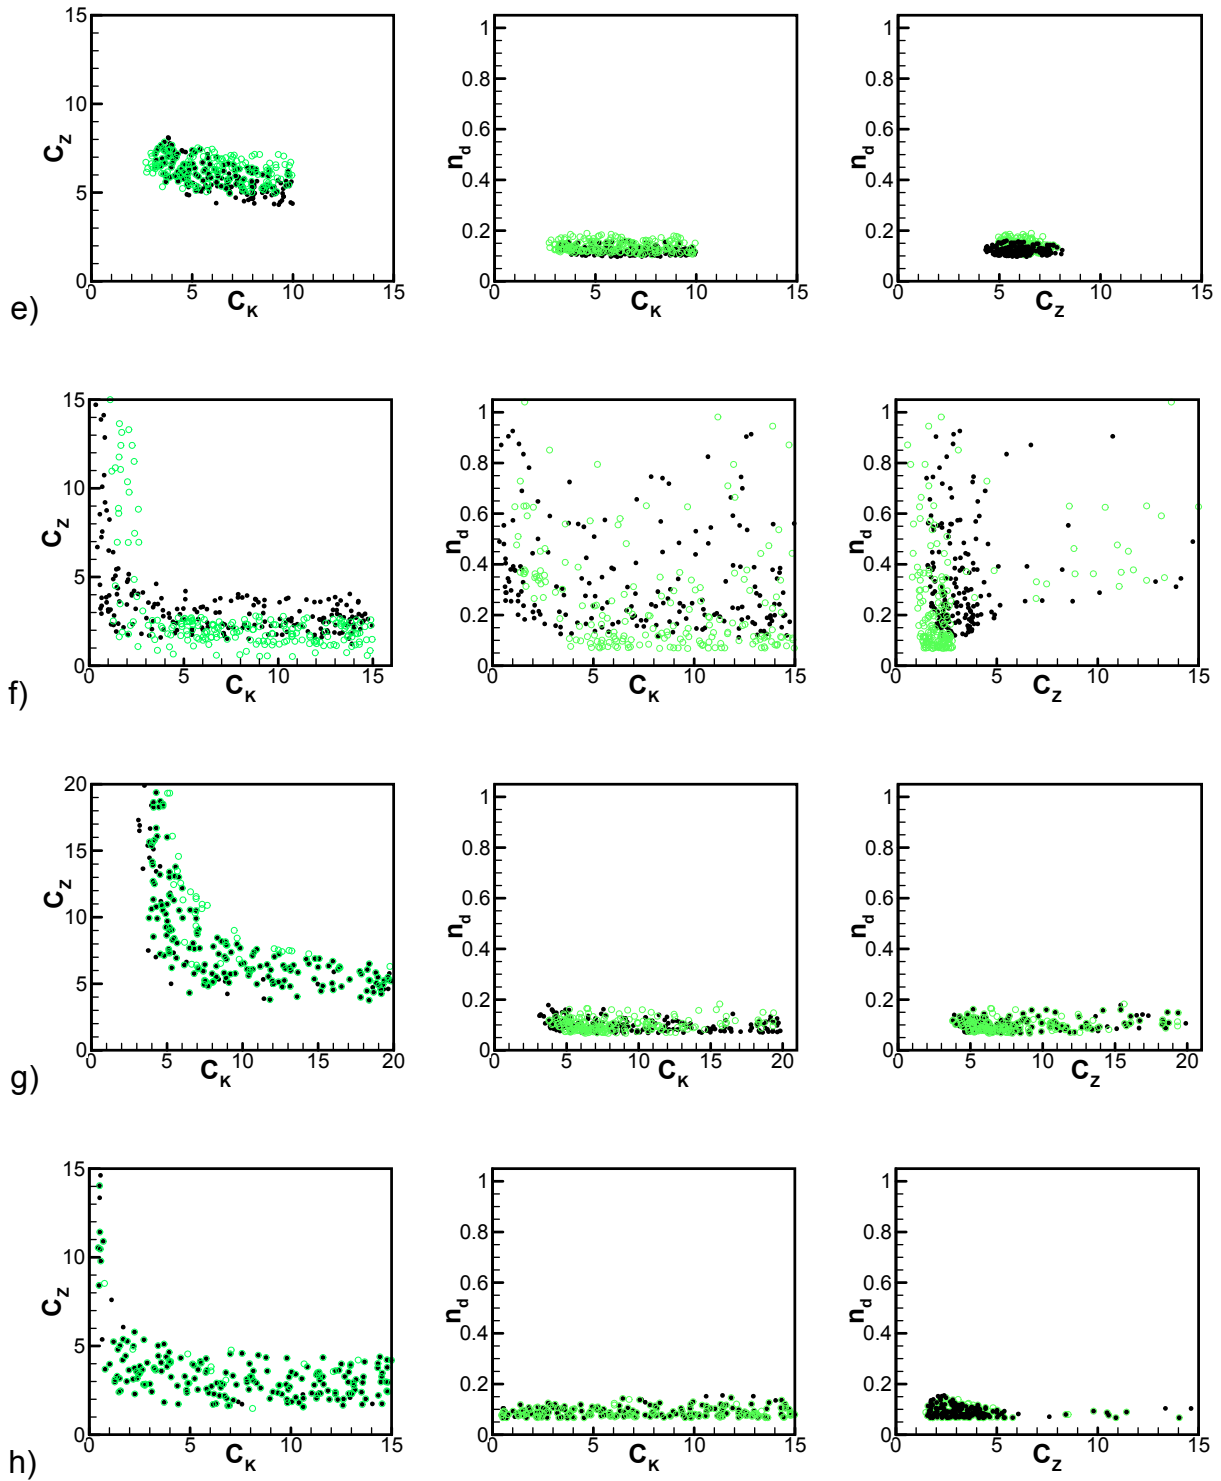 15 10 5 0 C_Z 0 5 10 15 C_K
1 0.8 0.6 0.4 0.2 0 n_d 0 5 10 15 C_K
1 0.8 0.6 0.4 0.2 0 n_d 0 5 10 15 C_Z
e)
15 10 5 0 C_Z 0 5 10 15 C_K
1 0.8 0.6 0.4 0.2 0 n_d 0 5 10 15 C_K
1 0.8 0.6 0.4 0.2 0 n_d 0 5 10 15 C_Z
f)
20 15 10 5 0 C_Z 0 5 10 15 20 C_K
1 0.8 0.6 0.4 0.2 0 n_d 0 5 10 15 20 C_K
1 0.8 0.6 0.4 0.2 0 n_d 0 5 10 15 20 C_Z
g)
15 10 5 0 C_Z 0 5 10 15 C_K
1 0.8 0.6 0.4 0.2 0 n_d 0 5 10 15 C_K
1 0.8 0.6 0.4 0.2 0 n_d 0 5 10 15 C_Z
h)